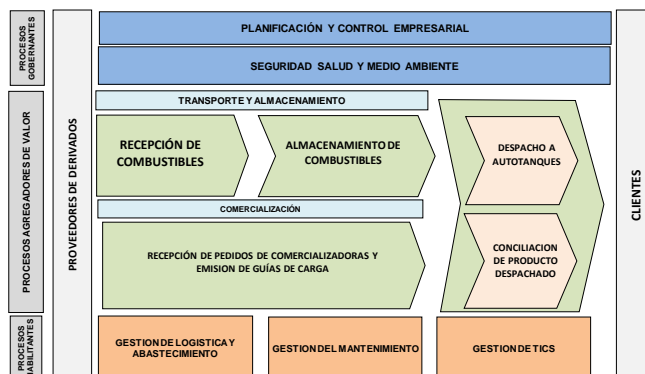 PROCESOS
GOBERNANTES
PLANIFICACIÓN Y CONTROL EMPRESARIAL
SEGURIDAD SALUD Y MEDIO AMBIENTE
PROCESOS AGREGADORES DE VALOR
PROVEEDORES DE DERIVADOS
TRANSPORTE Y ALMACENAMIENTO
RECEPCIÓN DE
COMBUSTIBLES
ALMACENAMIENTO DE
COMBUSTIBLES
DESPACHO A
AUTOTANQUES
COMERCIALIZACIÓN
RECEPCIÓN DE PEDIDOS DE COMERCIALIZADORAS Y
EMISION DE GUÍAS DE CARGA
CONCILIACION
DE PRODUCTO
DESPACHADO
CLIENTES
PROCESOS
HABILITANTES
GESTION DE LOGISTICA Y
ABASTECIMIENTO
GESTION DEL MANTENIMIENTO
GESTION DE TICS